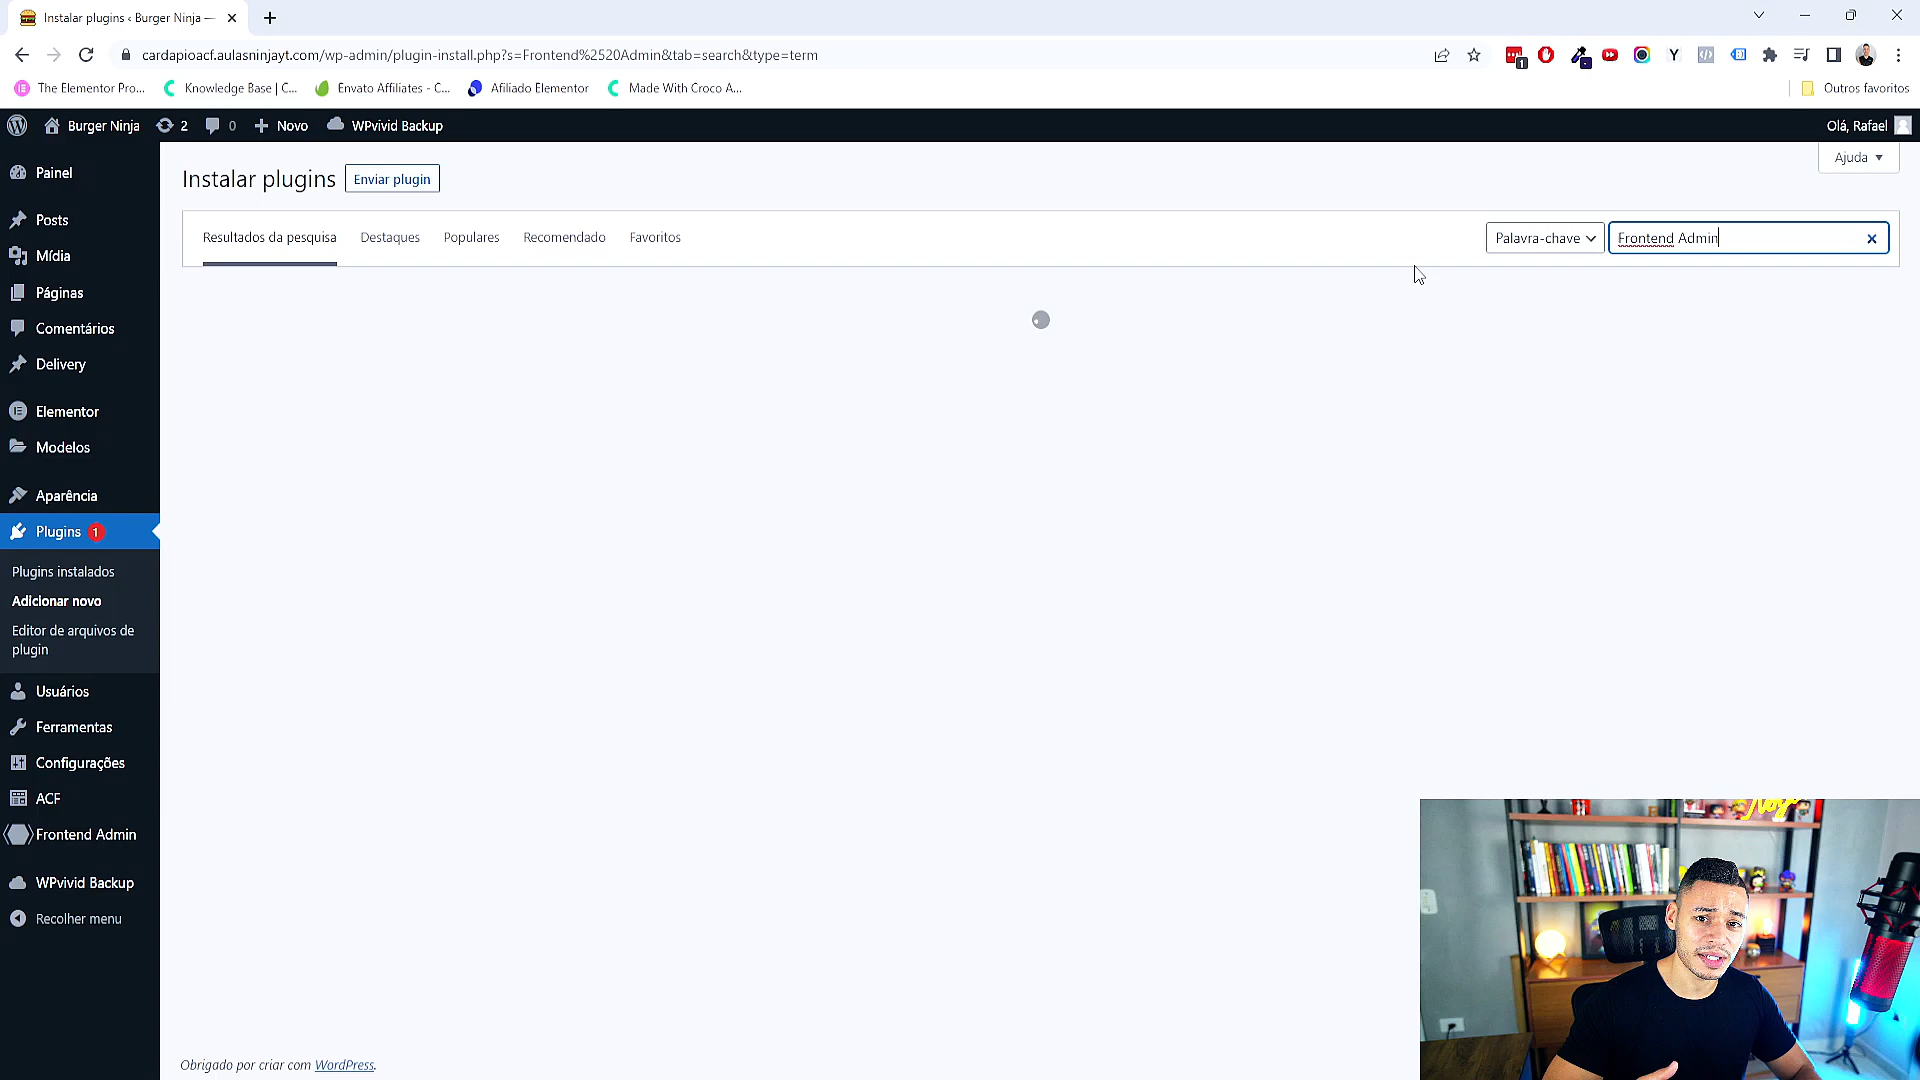 Instalar plugins ‹ Burger Ninja —
cardapioacf.aulasninjayt.com/wp-admin/plugin-install.php?s=Frontend%2520Admin&tab=search&type=term
1
Y
The Elementor Pro...
Knowledge Base | C...
Envato Affiliates - C...
Afiliado Elementor
Made With Croco A...
Outros favoritos
Burger Ninja
2
0
Novo
WPvivid Backup
Olá, Rafael
Ajuda
Painel
Posts
Mídia
Páginas
Comentários
Delivery
Elementor
Modelos
Aparência
Plugins 1
Plugins instalados
Adicionar novo
Editor de arquivos de
plugin
Usuários
Ferramentas
Configurações
ACF
Frontend Admin
WPvivid Backup
Recolher menu
Instalar plugins
Enviar plugin
Resultados da pesquisa
Destaques
Populares
Recomendado
Favoritos
Palavra-chave
Frontend Admin
Obrigado por criar com WordPress.